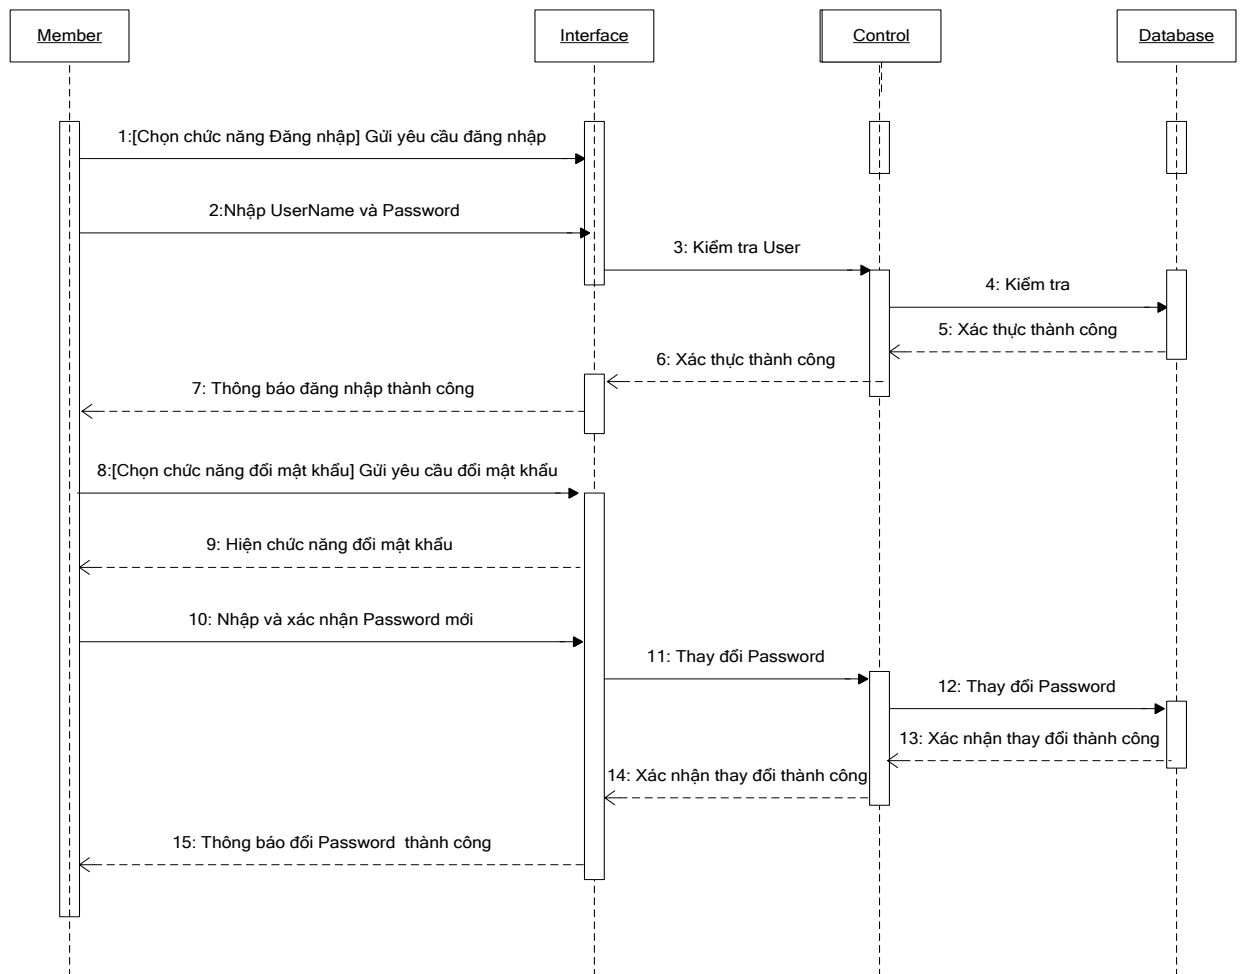 Member
Interface
Control
Database
1:[Chọn chức năng Đăng nhập] Gửi yêu cầu đăng nhập
2:Nhập UserName và Password
3: Kiểm tra User
4: Kiểm tra
5: Xác thực thành công
6: Xác thực thành công
7: Thông báo đăng nhập thành công
8:[Chọn chức năng đổi mật khẩu] Gửi yêu cầu đổi mật khẩu
9: Hiện chức năng đổi mật khẩu
10: Nhập và xác nhận Password mới
11: Thay đổi Password
12: Thay đổi Password
13: Xác nhận thay đổi thành công
14: Xác nhận thay đổi thành công
15: Thông báo đổi Password  thành công